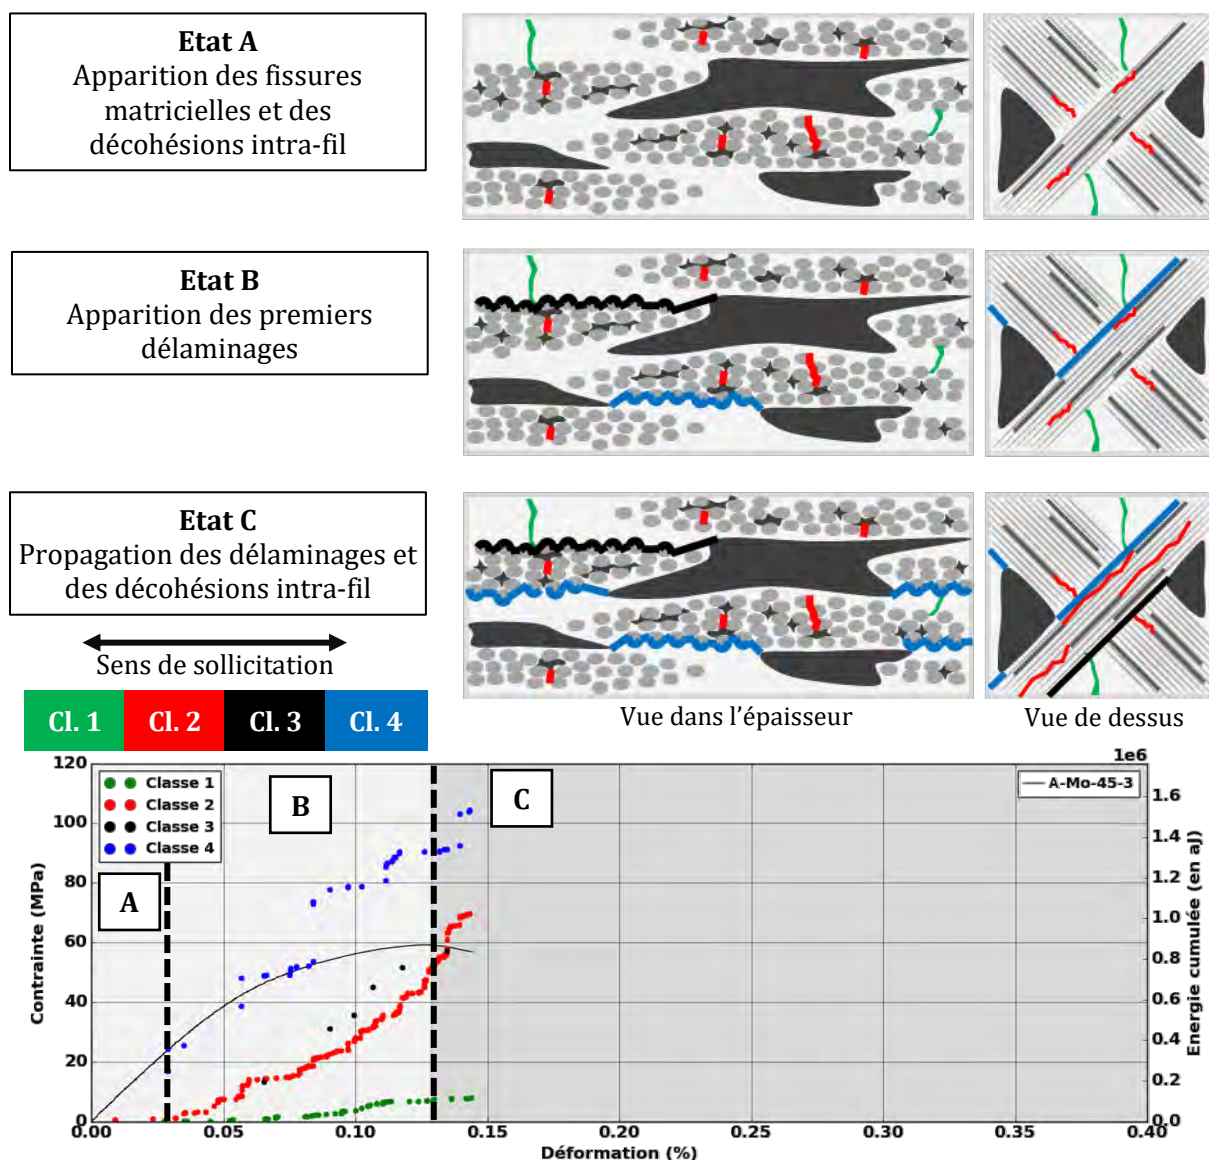 Etat A
Apparition des fissures
matricielles et des
décohésions intra-fil
Etat B
Apparition des premiers
délaminages
Etat C
Propagation des délaminages et
des décohésions intra-fil
Sens de sollicitation
Cl. 1 Cl. 2 Cl. 3 Cl. 4
Vue dans l'épaisseur
Vue de dessus
1e6
120
100
80
60
40
20
0
Contrainte (MPa)
Classe 1
Classe 2
Classe 3
Classe 4
A
B
C
A-Mo-45-3
1.6
1.4
1.2
1.0
0.8
0.6
0.4
0.2
0.0
Energie cumulée (en aJ)
0.00 0.05 0.10 0.15 0.20 0.25 0.30 0.35 0.40
Déformation (%)